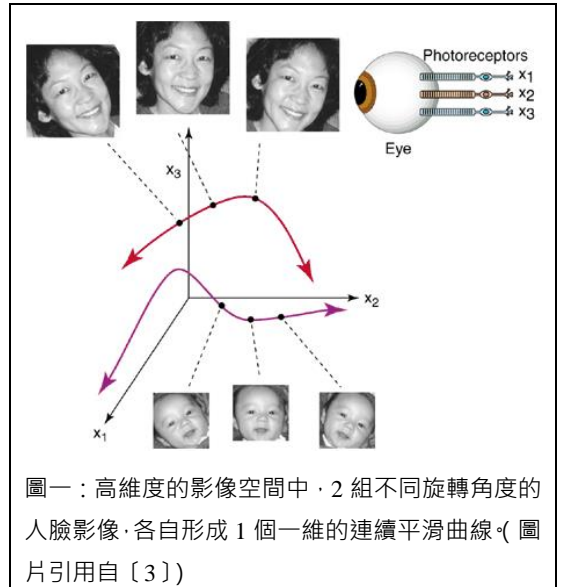 Photoreceptors
x₁
x₂
x₃
Eye
x₃
x₂
x₁
圖一：高維度的影像空間中，2 組不同旋轉角度的
人臉影像，各自形成 1 個一維的連續平滑曲線。(圖
片引用自〔3〕)